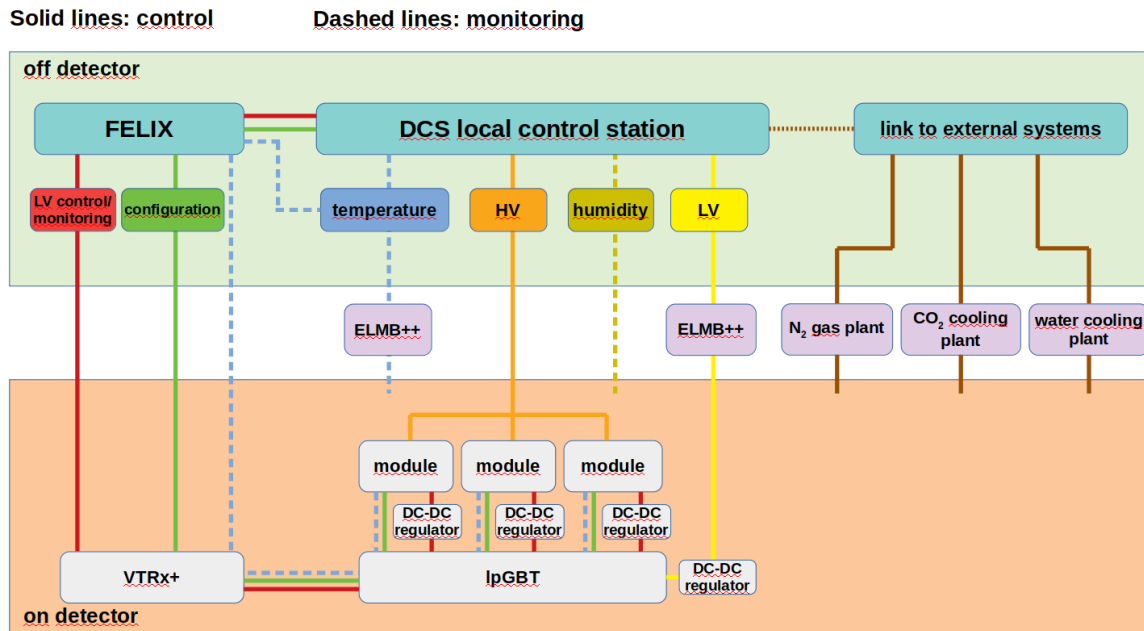 Solid lines: control
Dashed lines: monitoring
off detector
FELIX
DCS local control station
link to external systems
LV control/
monitoring
configuration
temperature
HV
humidity
LV
ELMB++
ELMB++
N2 gas plant
CO2 cooling
plant
water cooling
plant
module
module
module
DC-DC
regulator
DC-DC
regulator
DC-DC
regulator
VTRx+
lpGBT
DC-DC
regulator
on detector